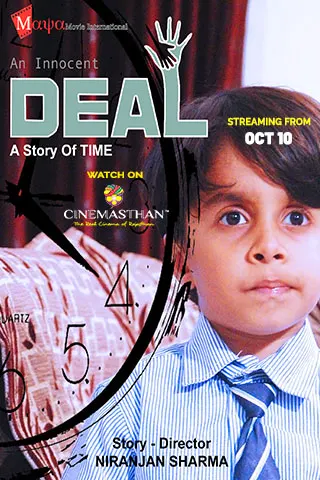 Maya Movie International
An Innocent
DEAL
A Story Of TIME
STREAMING FROM
OCT 10
WATCH ON
CINEMASTHAN
The Real Cinema of Rajasthan
4
5
6
Story - Director
NIRANJAN SHARMA